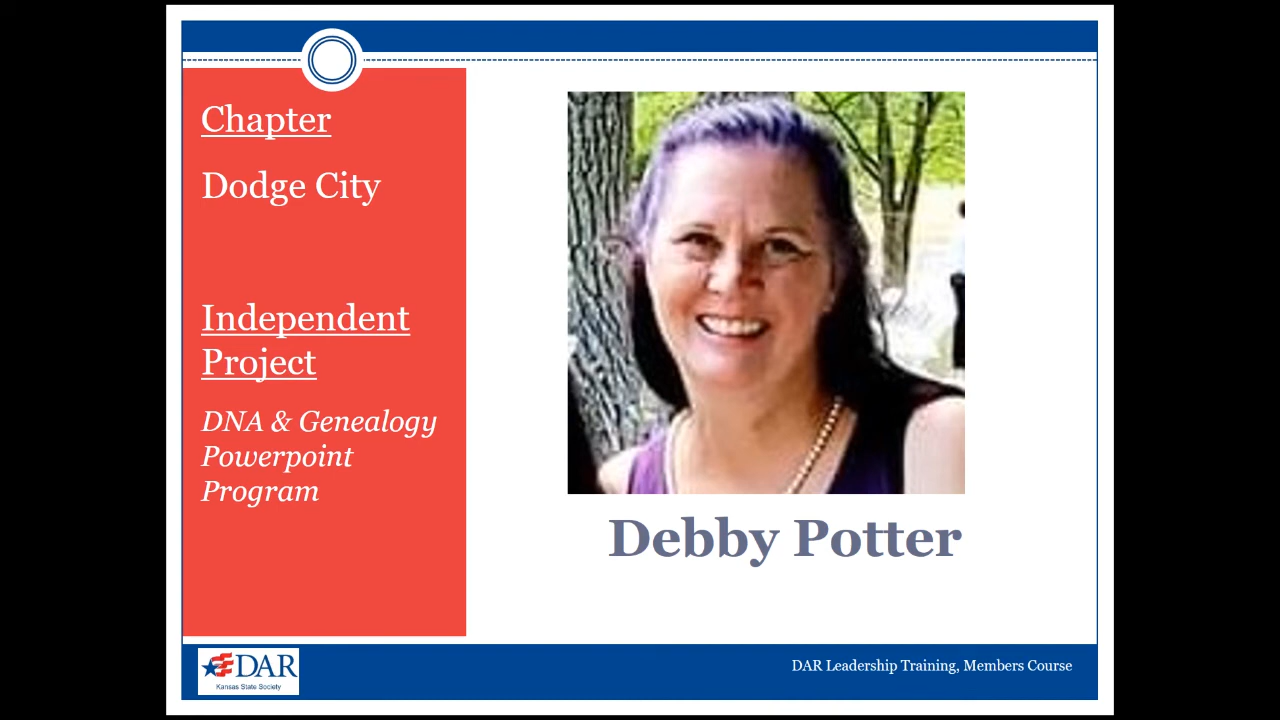 Chapter
Dodge City
Independent
Project
DNA & Genealogy
Powerpoint
Program
Debby Potter
DAR
Kansas State Society
DAR Leadership Training, Members Course